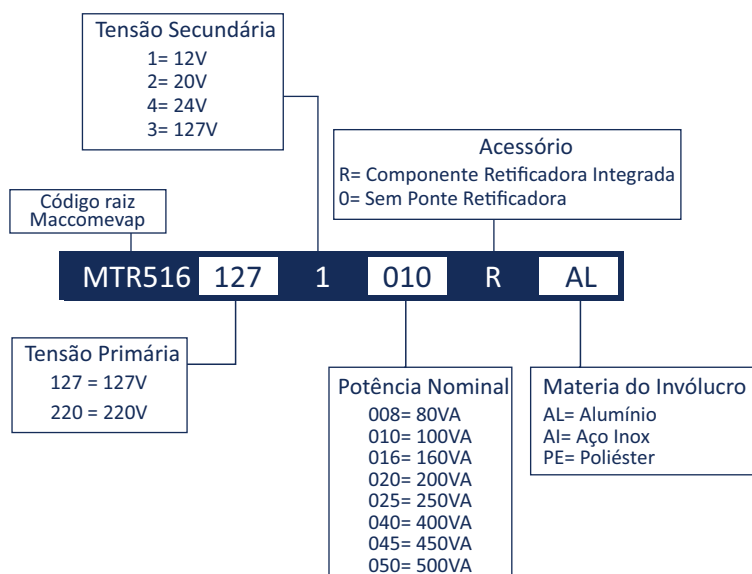 Tensão Secundária
1= 12V
2= 20V
4= 24V
3= 127V
Acessório
R= Componente Retificadora Integrada
0= Sem Ponte Retificadora
Código raiz
Maccomevap
MTR516 127 1 010 R AL
Tensão Primária
127 = 127V
220 = 220V
Potência Nominal
008= 80VA
010= 100VA
016= 160VA
020= 200VA
025= 250VA
040= 400VA
045= 450VA
050= 500VA
Materia do Invólucro
AL= Alumínio
AI= Aço Inox
PE= Poliéster